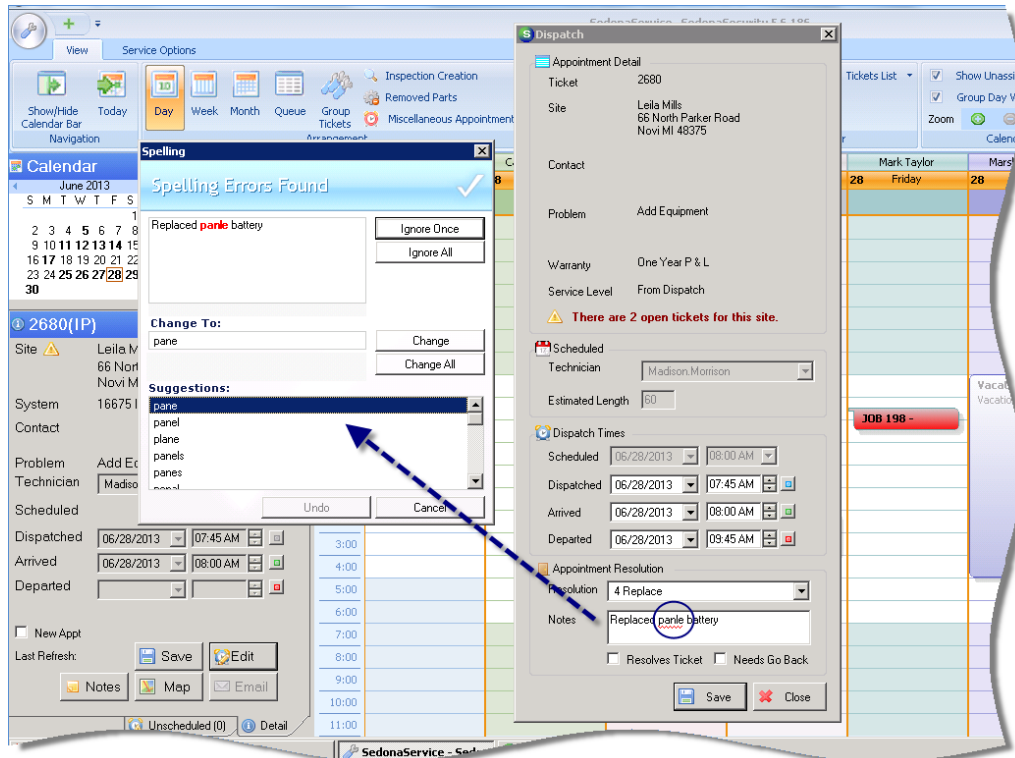 SedonaService - SedonaSecurity 5.6.186
View
Service Options
Show/Hide
Calendar Bar
Today
Navigation
Day
Week
Month
Queue
Group
Tickets
Inspection Creation
Removed Parts
Miscellaneous Appointment
Arrangement
Tickets List
Show Unassi
Group Day V
Zoom
Calend
Calendar
June 2013
S M T W T F S
1
2 3 4 5 6 7 8
9 10 11 12 13 14 15
16 17 18 19 20 21 22
23 24 25 26 27 28 29
30
2680(IP)
Site
Leila M
66 Nort
Novi M
System
16675 I
Contact
Problem
Add Ec
Technician
Madiso
Scheduled
Dispatched 06/28/2013 07:45 AM
Arrived 06/28/2013 08:00 AM
Departed
New Appt
Last Refresh:
Save
Edit
Notes
Map
Email
Unscheduled (0)
Detail
Spelling
Spelling Errors Found
Replaced panle battery
Ignore Once
Ignore All
Change To:
pane
Change
Change All
Suggestions:
pane
panel
plane
panels
panes
penal
Undo
Cancel
3:00
4:00
5:00
6:00
7:00
8:00
9:00
10:00
11:00
Dispatch
Appointment Detail
Ticket 2680
Site Leila Mills
66 North Parker Road
Novi MI 48375
Contact
Problem Add Equipment
Warranty One Year P & L
Service Level From Dispatch
There are 2 open tickets for this site.
Scheduled
Technician Madison.Morrison
Estimated Length 60
Dispatch Times
Scheduled 06/28/2013 08:00 AM
Dispatched 06/28/2013 07:45 AM
Arrived 06/28/2013 08:00 AM
Departed 06/28/2013 09:45 AM
Appointment Resolution
Resolution 4 Replace
Notes Replaced panle battery
Resolves Ticket Needs Go Back
Save Close
Mark Taylor
Mars
28 Friday
28
JOB 198 -
Vacat
Vacatio
SedonaService - Sed